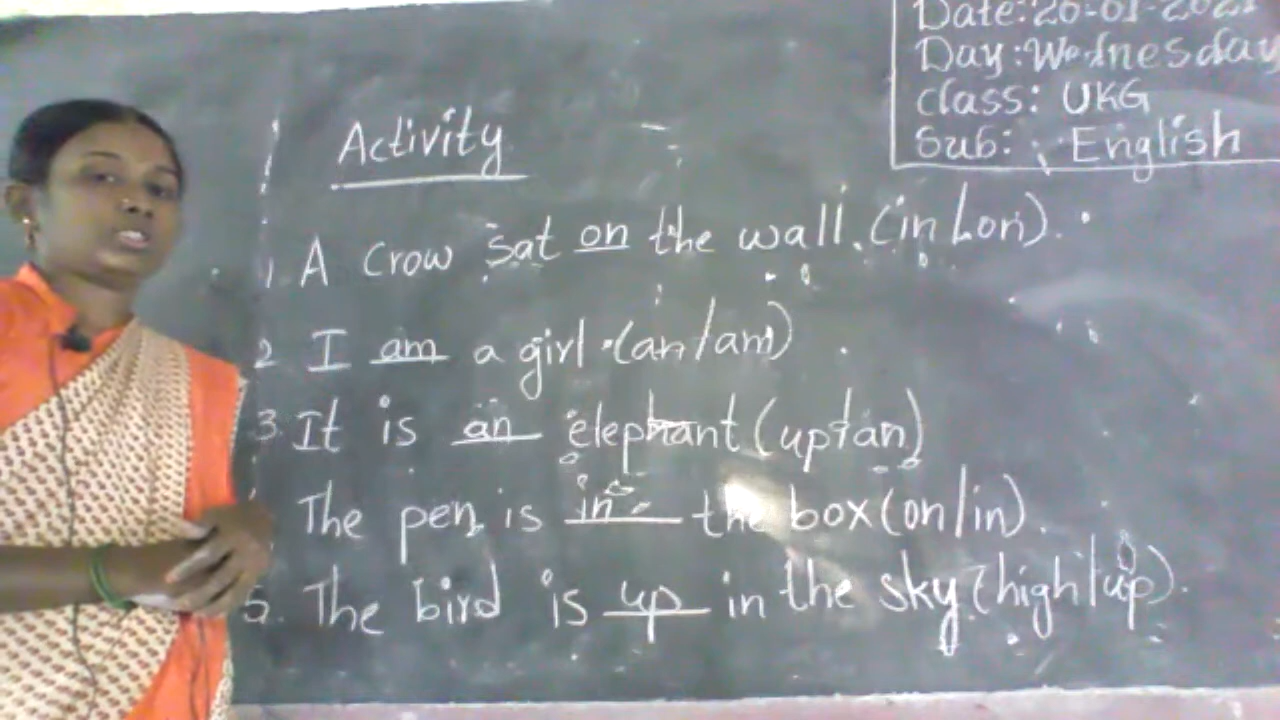 Date:20-01-2021
Day:Wednesday
class: UKG
Sub: English
Activity
1 A crow sat on the wall. (in/on).
2 I am a girl. (an/am)
3 It is an elephant (up/an)
The pen is in the box (on/in).
5. The bird is up in the sky. (high/up).